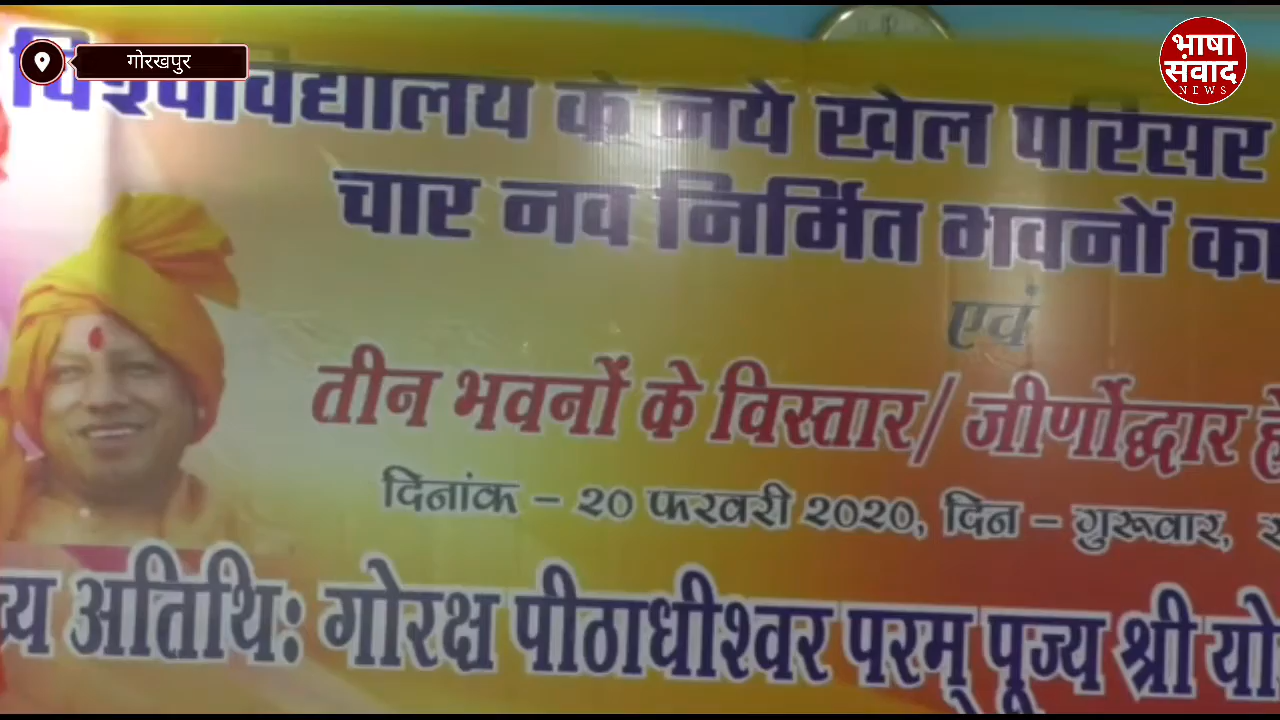 गोरखपुर
भाषा
संवाद
NEWS
विश्वविद्यालय के नये खेल परिसर
चार नव निर्मित भवनों का
एवं
तीन भवनों के विस्तार/ जीर्णोद्धार
दिनांक – 20 फरवरी 2020, दिन – गुरूवार,
अतिथि: गोरक्ष पीठाधीश्वर परम् पूज्य श्री